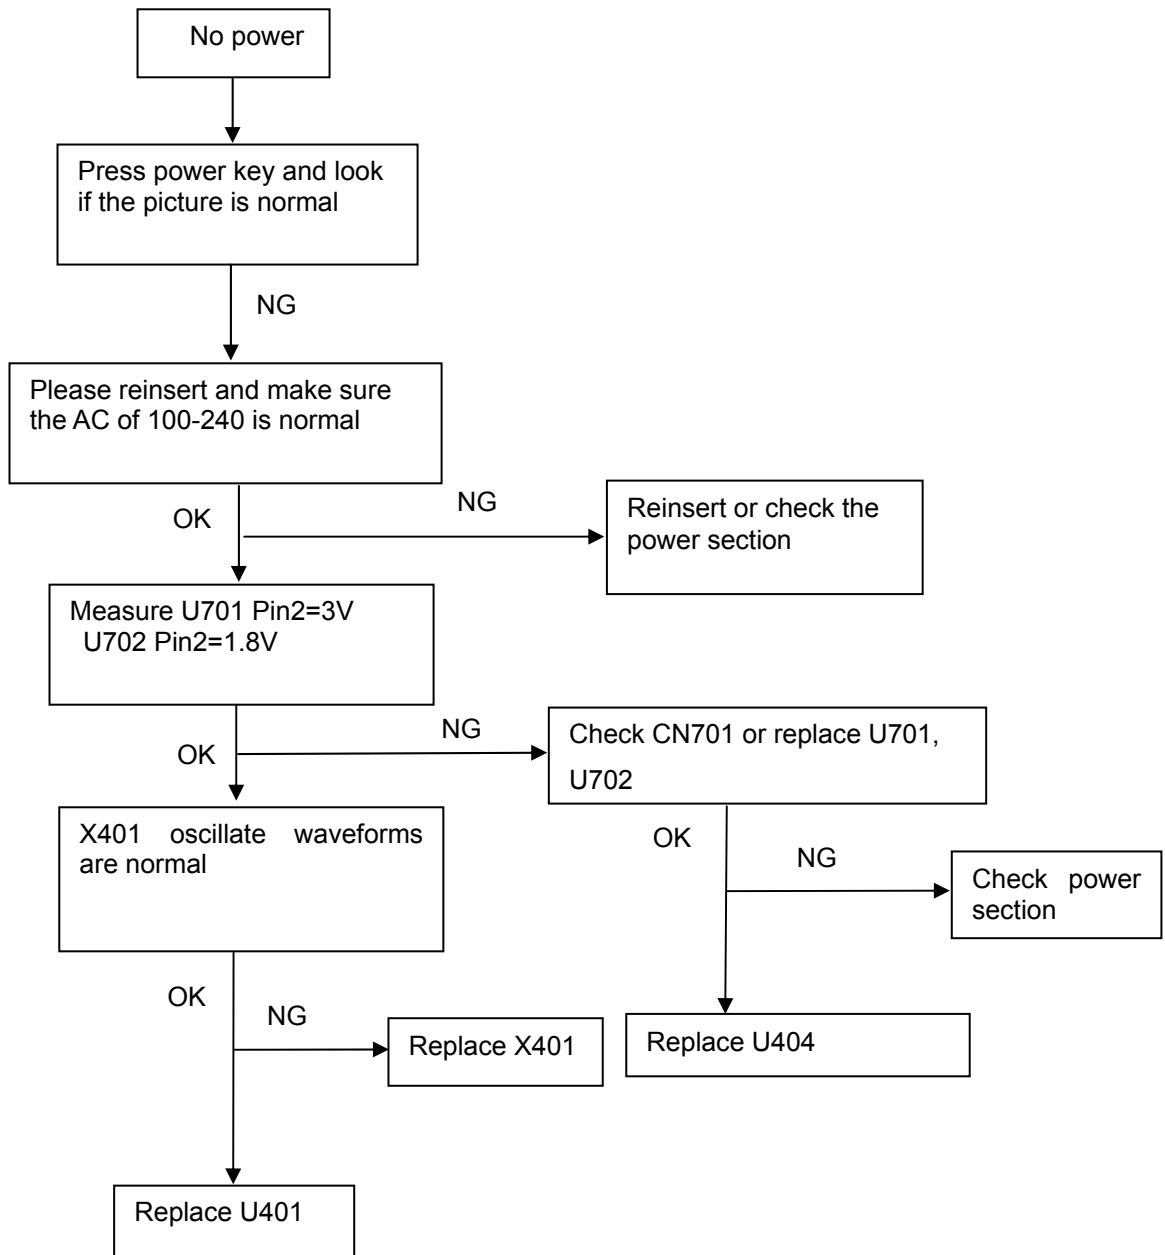 No power
Press power key and look
if the picture is normal
NG
Please reinsert and make sure
the AC of 100-240 is normal
OK
NG
Reinsert or check the
power section
Measure U701 Pin2=3V
U702 Pin2=1.8V
OK
NG
Check CN701 or replace U701,
U702
X401 oscillate waveforms
are normal
OK
NG
Check power
section
OK
NG
Replace X401
Replace U404
Replace U401